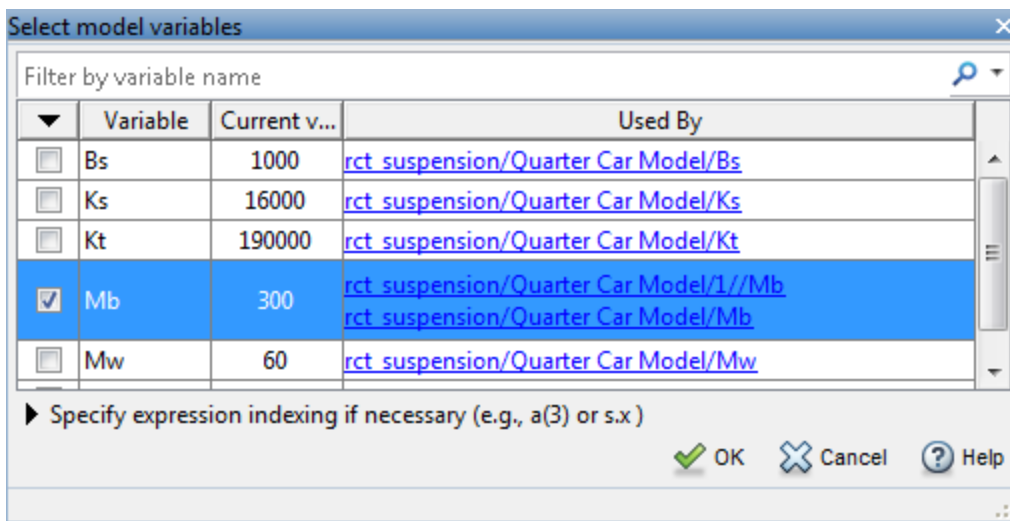 Select model variables
Filter by variable name
Variable Current v... Used By
Bs 1000 rct_suspension/Quarter Car Model/Bs
Ks 16000 rct_suspension/Quarter Car Model/Ks
Kt 190000 rct_suspension/Quarter Car Model/Kt
rct_suspension/Quarter Car Model/1//Mb
Mb 300
rct_suspension/Quarter Car Model/Mb
Mw 60 rct_suspension/Quarter Car Model/Mw
Specify expression indexing if necessary (e.g., a(3) or s.x )
OK Cancel Help